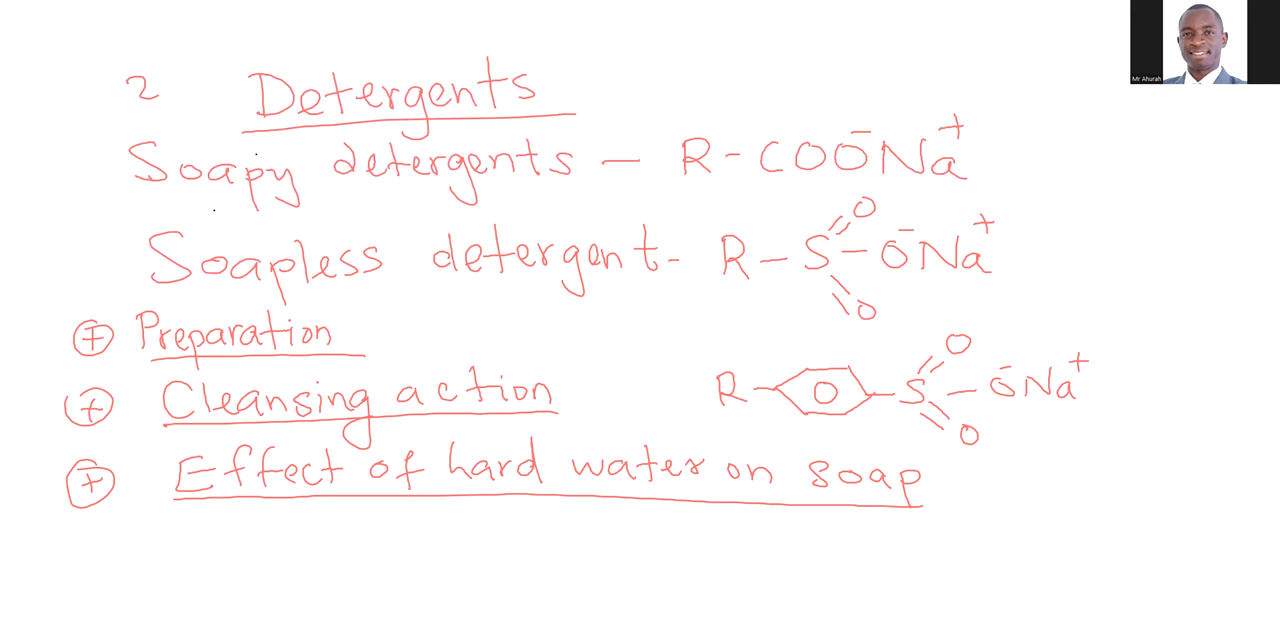 2 Detergents
Soapy detergents - R-COO⁻Na⁺
Soapless detergent - R-S(=O)(=O)-O⁻Na⁺
⊕ Preparation
⊕ Cleansing action
R-⌬-S(=O)(=O)-O⁻Na⁺
⊕ Effect of hard water on soap
Mr Ahurah